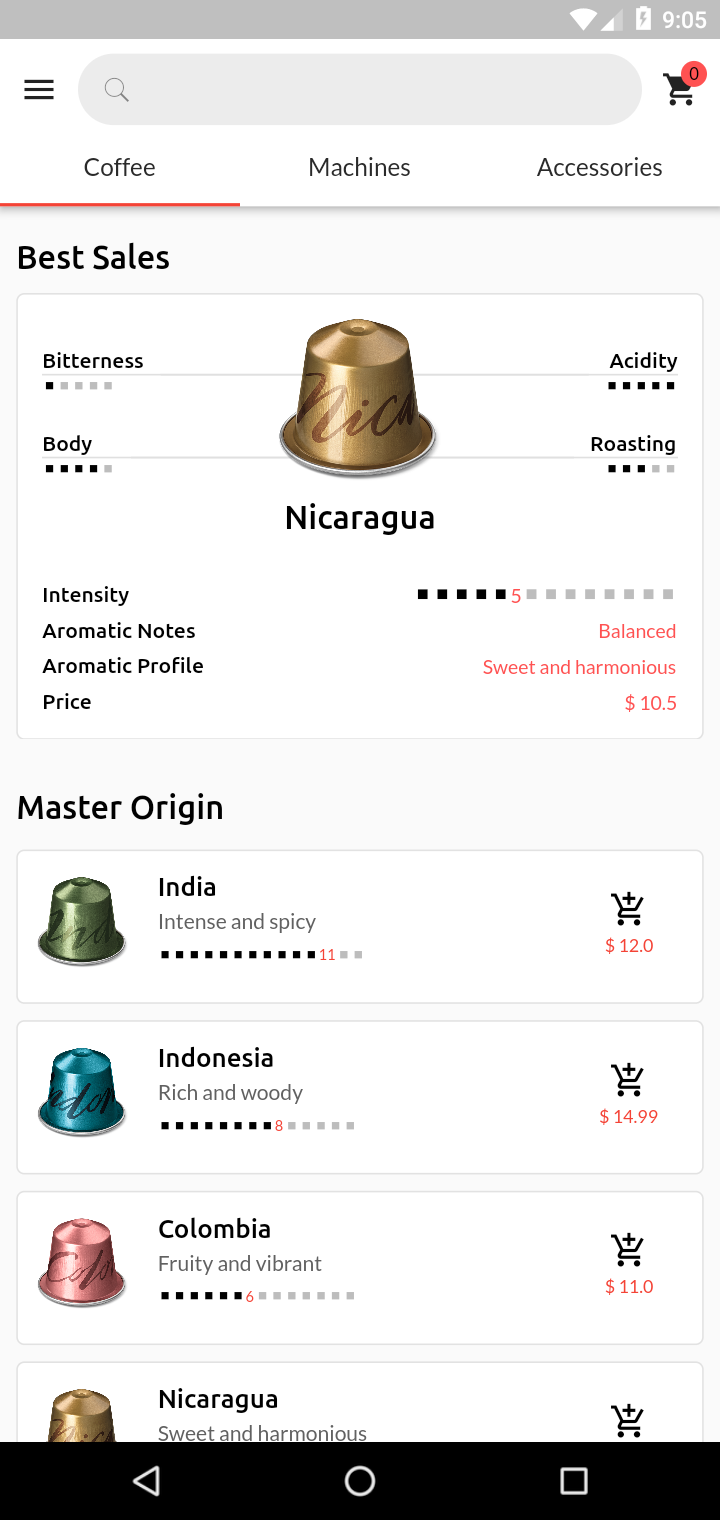 9:05
0
Coffee Machines Accessories
Best Sales
Bitterness Acidity
Body Roasting
Nicaragua
Intensity 5
Aromatic Notes Balanced
Aromatic Profile Sweet and harmonious
Price $ 10.5
Master Origin
India
Intense and spicy
11
$ 12.0
Indonesia
Rich and woody
8
$ 14.99
Colombia
Fruity and vibrant
6
$ 11.0
Nicaragua
Sweet and harmonious